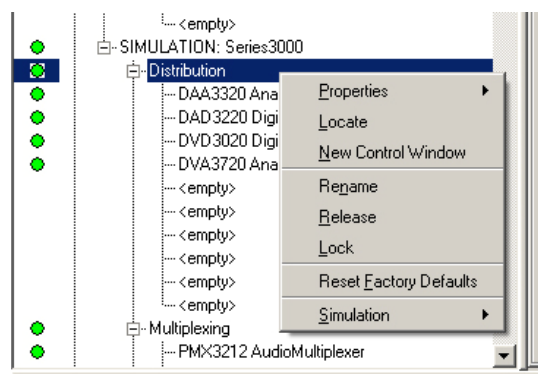 <empty>
SIMULATION: Series3000
Distribution
DAA3320 Ana
DAD3220 Digi
DVD3020 Digi
DVA3720 Ana
<empty>
<empty>
<empty>
<empty>
<empty>
<empty>
Multiplexing
PMX3212 AudioMultiplexer
Properties
Locate
New Control Window
Rename
Release
Lock
Reset Factory Defaults
Simulation